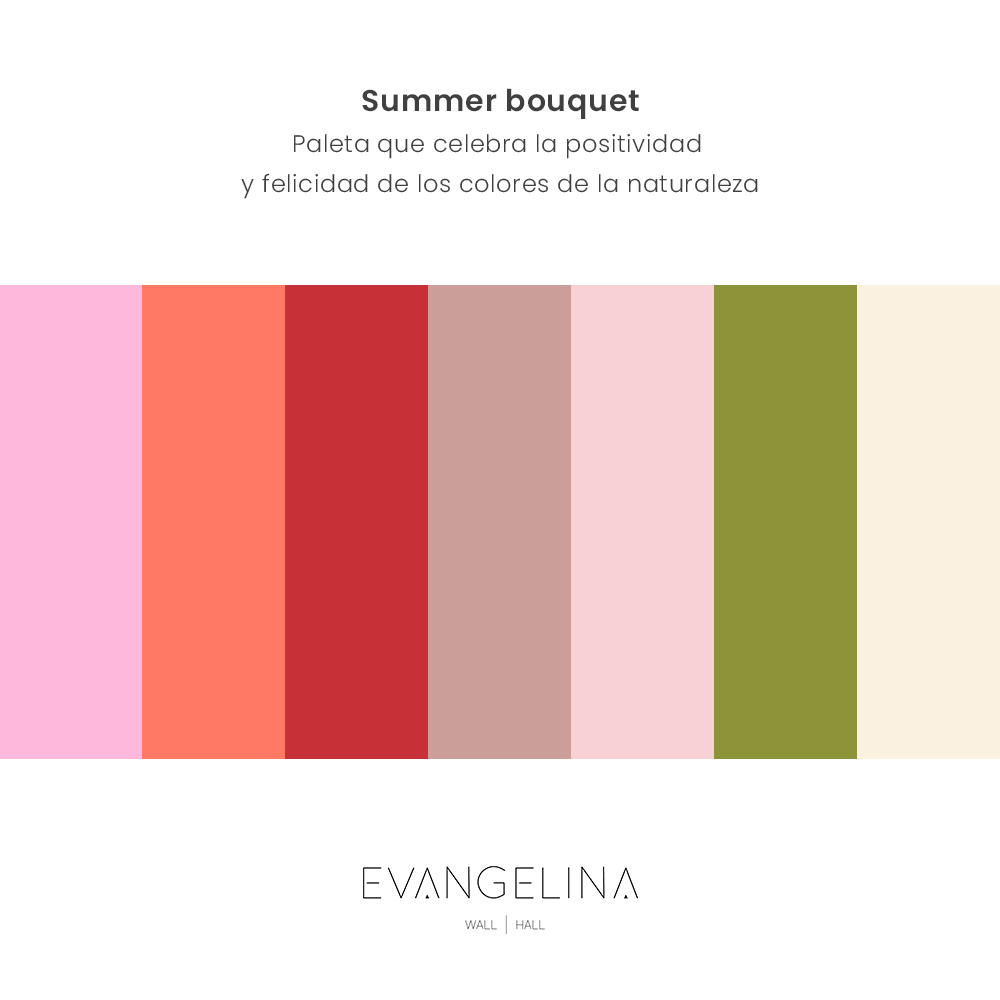 Summer bouquet
Paleta que celebra la positividad
y felicidad de los colores de la naturaleza
EVANGELINA
WALL | HALL